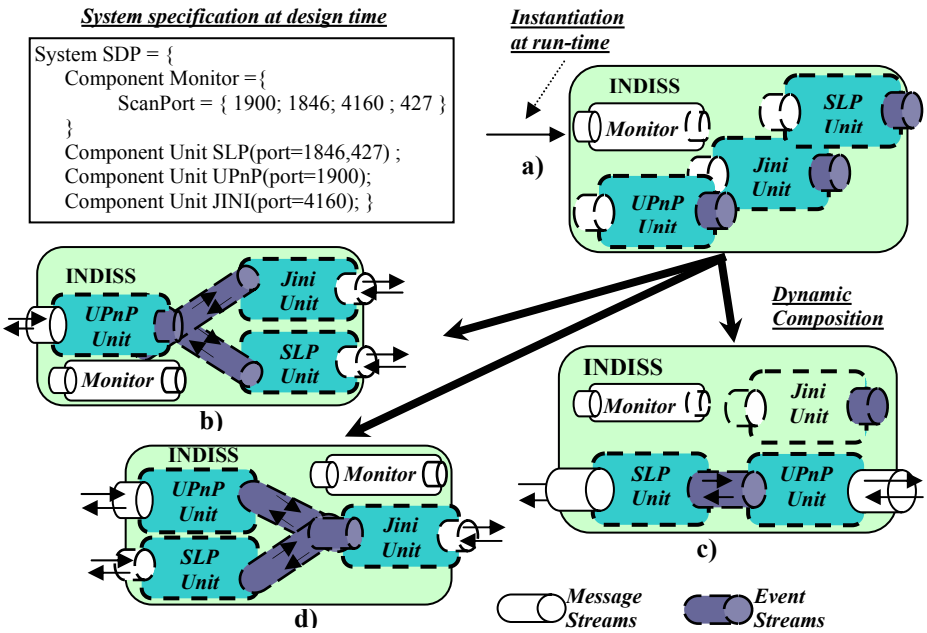 System specification at design time
System SDP = {
Component Monitor ={
ScanPort = { 1900; 1846; 4160 ; 427 }
}
Component Unit SLP(port=1846,427) ;
Component Unit UPnP(port=1900);
Component Unit JINI(port=4160); }
Instantiation
at run-time
a)
INDISS
Monitor
SLP
Unit
Jini
Unit
UPnP
Unit
INDISS
UPnP
Unit
Jini
Unit
SLP
Unit
Monitor
b)
Dynamic
Composition
INDISS
Monitor
Jini
Unit
SLP
Unit
UPnP
Unit
c)
INDISS
UPnP
Unit
SLP
Unit
Monitor
Jini
Unit
d)
Message
Streams
Event
Streams